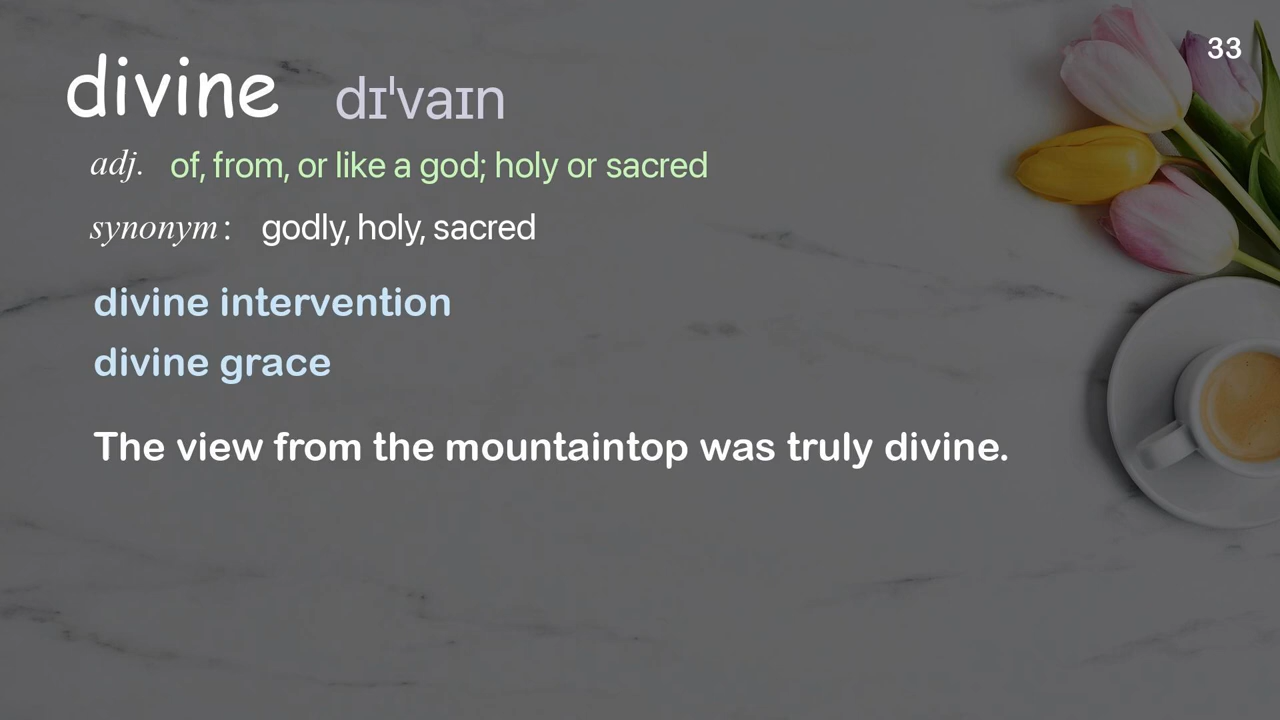 33
divine dɪˈvaɪn
adj. of, from, or like a god; holy or sacred
synonym: godly, holy, sacred
divine intervention
divine grace
The view from the mountaintop was truly divine.